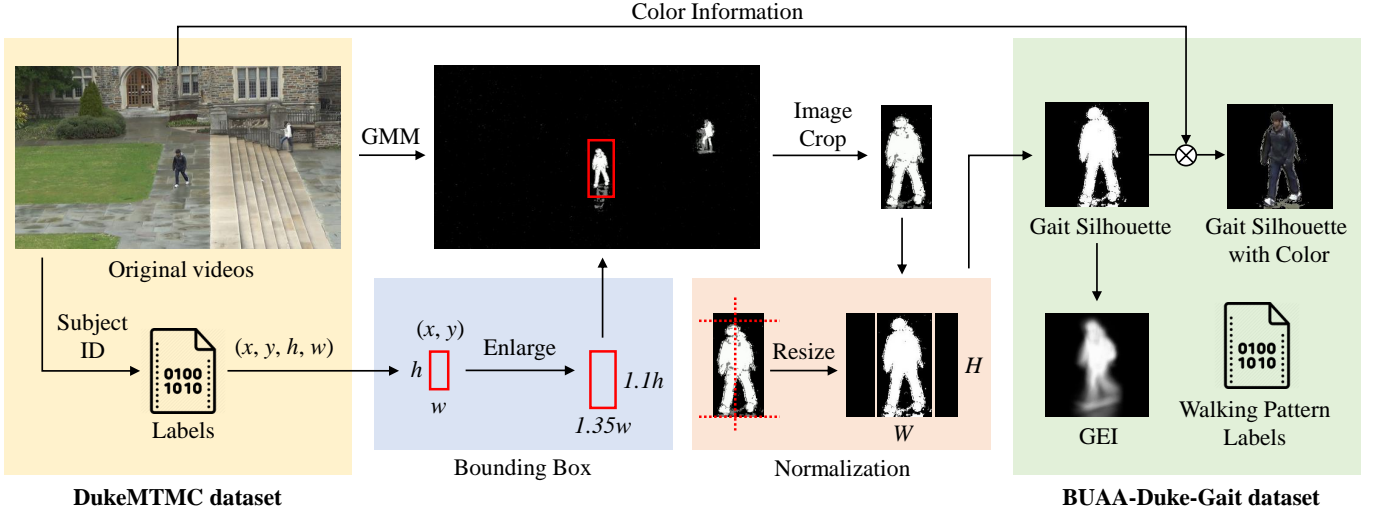 Color Information
GMM
Image
Crop
Original videos
Subject
ID
0100
1010
Labels
(x, y, h, w)
(x, y)
h
w
Enlarge
1.1h
1.35w
Bounding Box
Resize
H
W
Normalization
Gait Silhouette
Gait Silhouette
with Color
GEI
0100
1010
Walking Pattern
Labels
DukeMTMC dataset
BUAA-Duke-Gait dataset